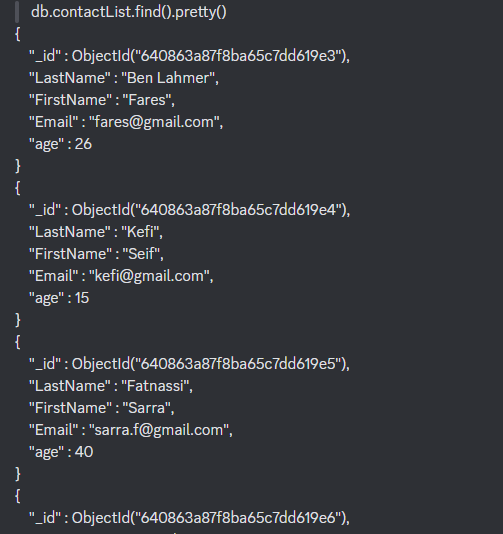 db.contactList.find().pretty()
{
"_id" : ObjectId("640863a87f8ba65c7dd619e3"),
"LastName" : "Ben Lahmer",
"FirstName" : "Fares",
"Email" : "fares@gmail.com",
"age" : 26
}
{
"_id" : ObjectId("640863a87f8ba65c7dd619e4"),
"LastName" : "Kefi",
"FirstName" : "Seif",
"Email" : "kefi@gmail.com",
"age" : 15
}
{
"_id" : ObjectId("640863a87f8ba65c7dd619e5"),
"LastName" : "Fatnassi",
"FirstName" : "Sarra",
"Email" : "sarra.f@gmail.com",
"age" : 40
}
{
"_id" : ObjectId("640863a87f8ba65c7dd619e6"),